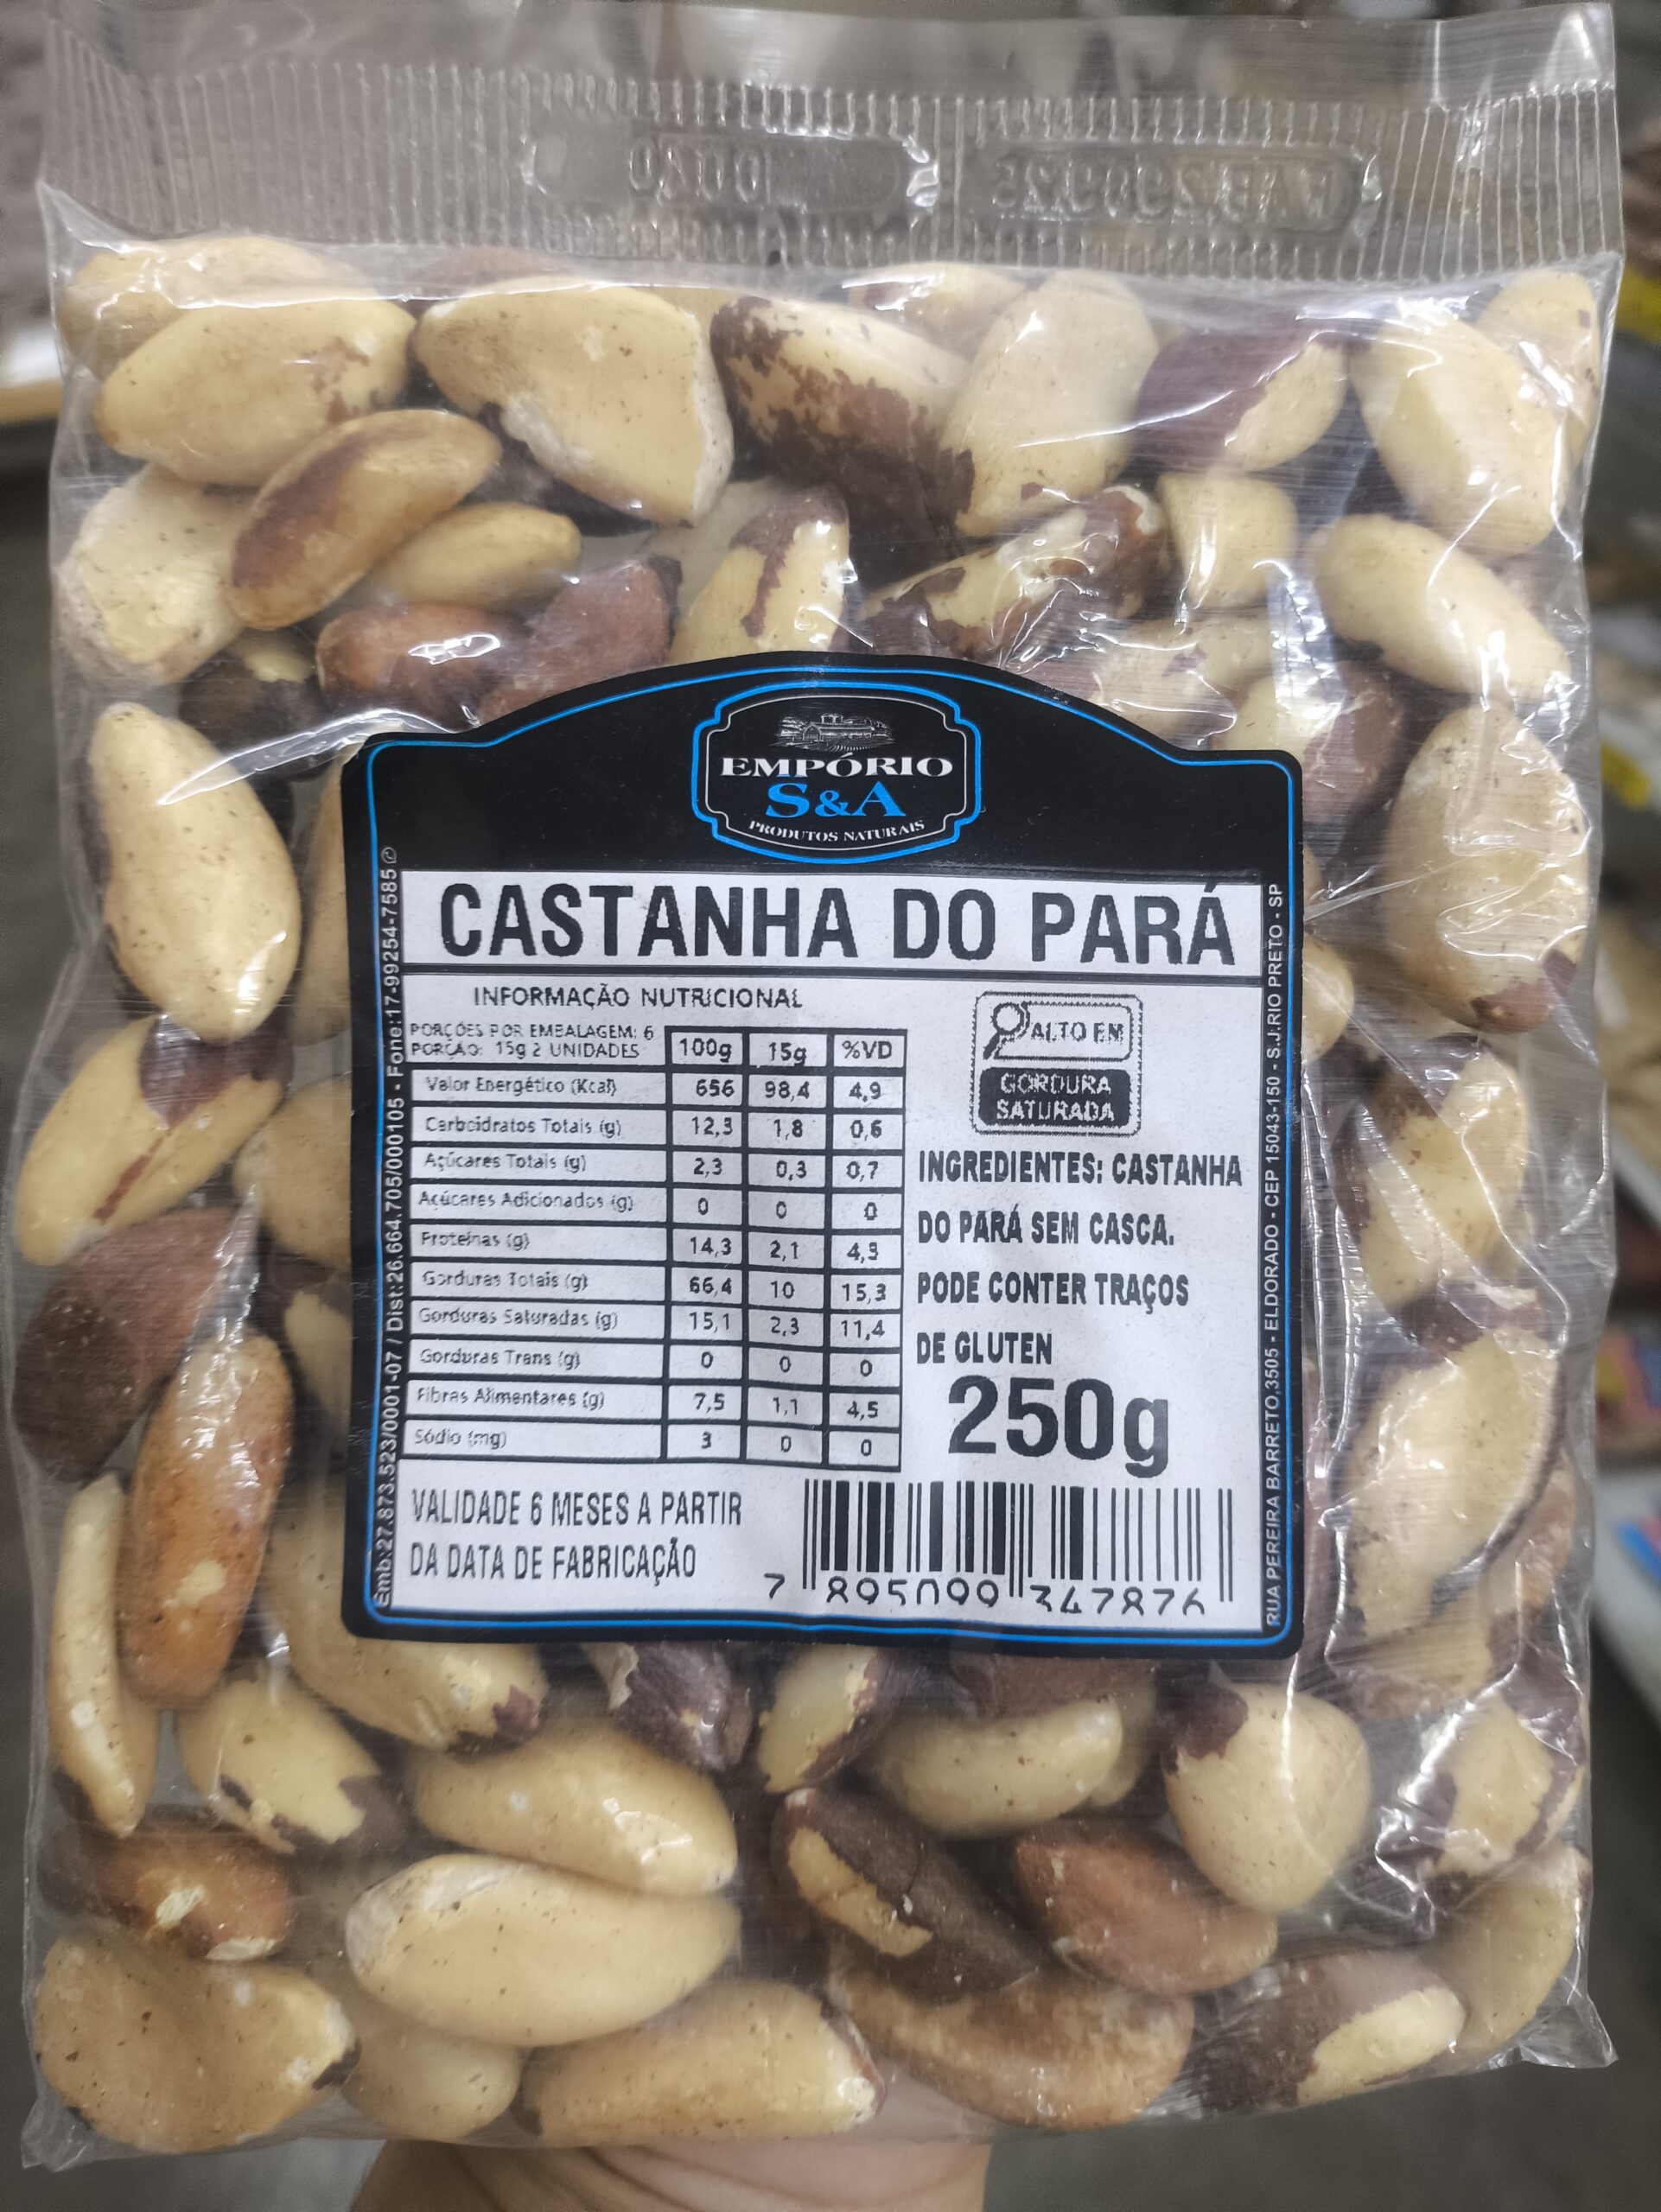 EMPÓRIO
S&A
PRODUTOS NATURAIS
CASTANHA DO PARÁ
INFORMAÇÃO NUTRICIONAL
PORÇÕES POR EMBALAGEM: 6
PORÇÃO: 15g 2 UNIDADES 100g 15g %VD
Valor Energético (Kcal) 656 98,4 4,9
Carboidratos Totais (g) 12,3 1,8 0,6
Açúcares Totais (g) 2,3 0,3 0,7
Açúcares Adicionados (g) 0 0 0
Proteínas (g) 14,3 2,1 4,3
Gorduras Totais (g) 66,4 10 15,3
Gorduras Saturadas (g) 15,1 2,3 11,4
Gorduras Trans (g) 0 0 0
Fibras Alimentares (g) 7,5 1,1 4,5
Sódio (mg) 3 0 0
ALTO EM
GORDURA
SATURADA
INGREDIENTES: CASTANHA
DO PARÁ SEM CASCA.
PODE CONTER TRAÇOS
DE GLUTEN
250g
VALIDADE 6 MESES A PARTIR
DA DATA DE FABRICAÇÃO
7 895099 347876
Emb:27.873.523/0001-07 / Dist:26.664.705/000105 - Fone:17-99254-7585
RUA PEREIRA BARRETO,3505 - ELDORADO - CEP 15043-150 - S.J.RIO PRETO - SP